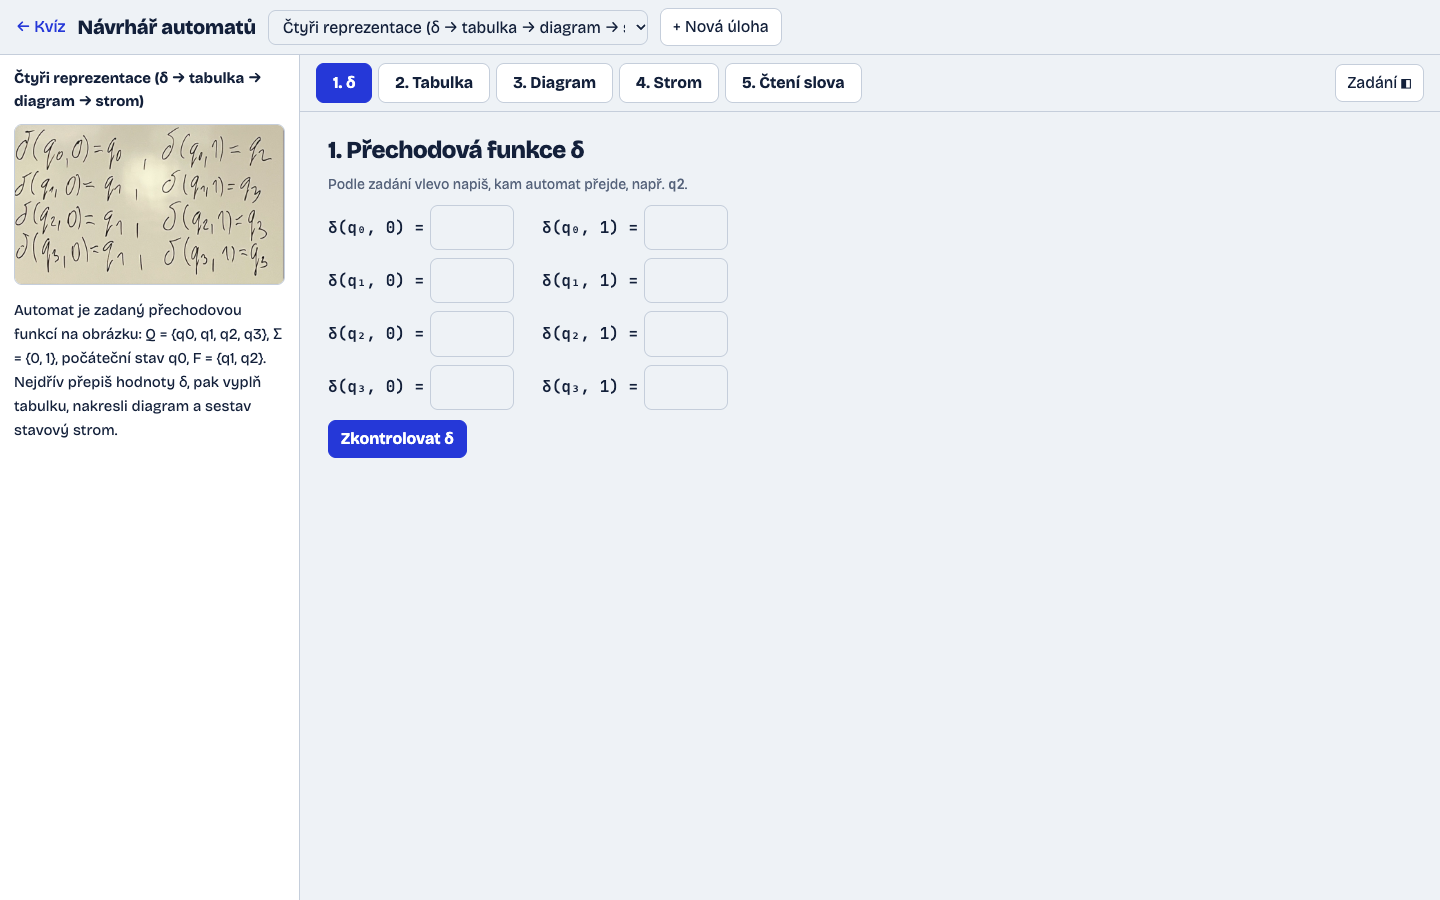 ← Kvíz Návrhář automatů Čtyři reprezentace (δ → tabulka → diagram → + Nová úloha
Čtyři reprezentace (δ → tabulka →
diagram → strom)
δ(q0,0)=q0 , δ(q0,1)=q2
δ(q1,0)=q1 , δ(q1,1)=q3
δ(q2,0)=q1 , δ(q2,1)=q3
δ(q3,0)=q1 , δ(q3,1)=q3
Automat je zadaný přechodovou
funkcí na obrázku: Q = {q0, q1, q2, q3}, Σ
= {0, 1}, počáteční stav q0, F = {q1, q2}.
Nejdřív přepiš hodnoty δ, pak vyplň
tabulku, nakresli diagram a sestav
stavový strom.
1. δ 2. Tabulka 3. Diagram 4. Strom 5. Čtení slova Zadání
1. Přechodová funkce δ
Podle zadání vlevo napiš, kam automat přejde, např. q2.
δ(q₀, 0) = δ(q₀, 1) =
δ(q₁, 0) = δ(q₁, 1) =
δ(q₂, 0) = δ(q₂, 1) =
δ(q₃, 0) = δ(q₃, 1) =
Zkontrolovat δ